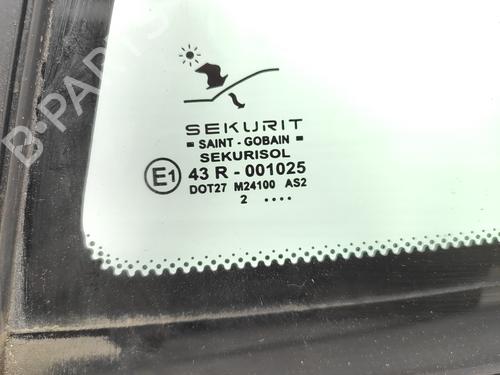 B-PARTS
SEKURIT
SAINT - GOBAIN
SEKURISOL
E1 43 R - 001025
DOT27 M24100 AS2
2 ....